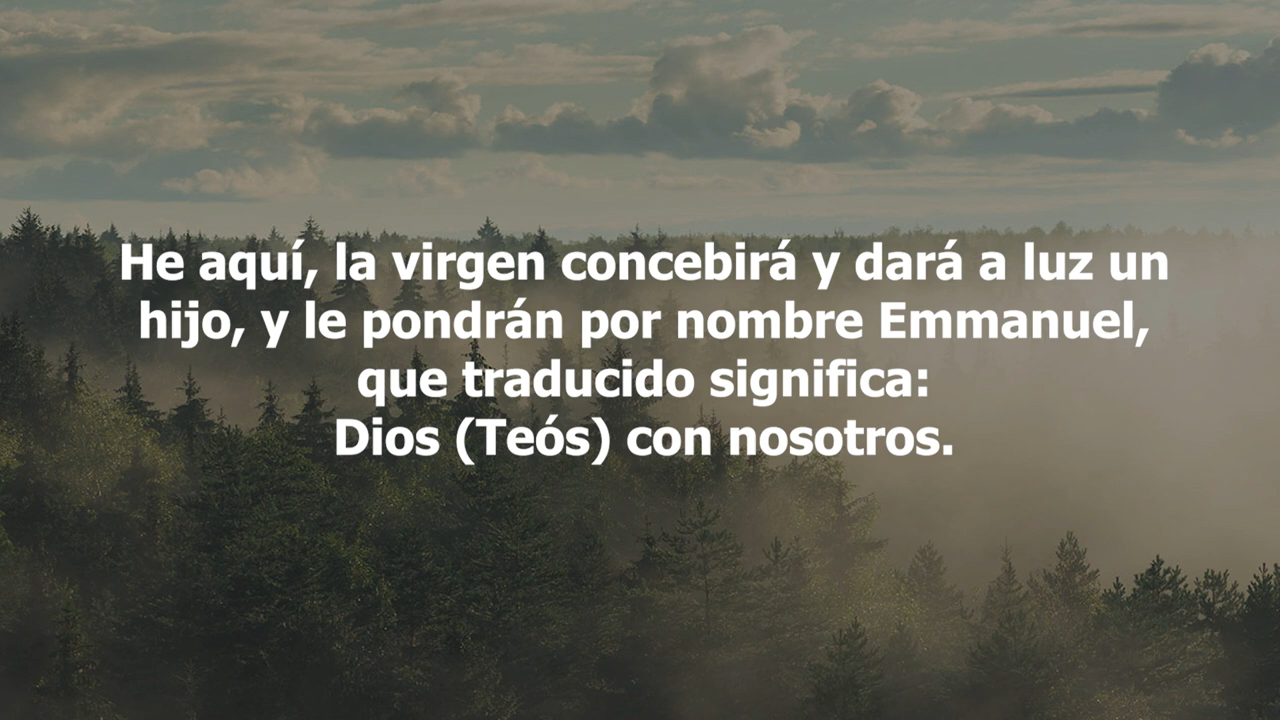 He aquí, la virgen concebirá y dará a luz un
hijo, y le pondrán por nombre Emmanuel,
que traducido significa:
Dios (Teós) con nosotros.